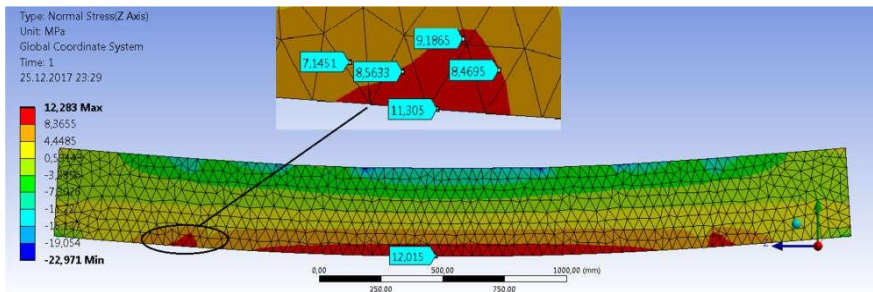 Type: Normal Stress(Z Axis)
Unit: MPa
Global Coordinate System
Time: 1
25.12.2017 23:29
12,283 Max
8,3655
4,4485
-19,054
-22,971 Min
9,1865
7,1451
8,5633
8,4695
11,305
12,015
0,00
500,00
1000,00 (mm)
250,00
750,00